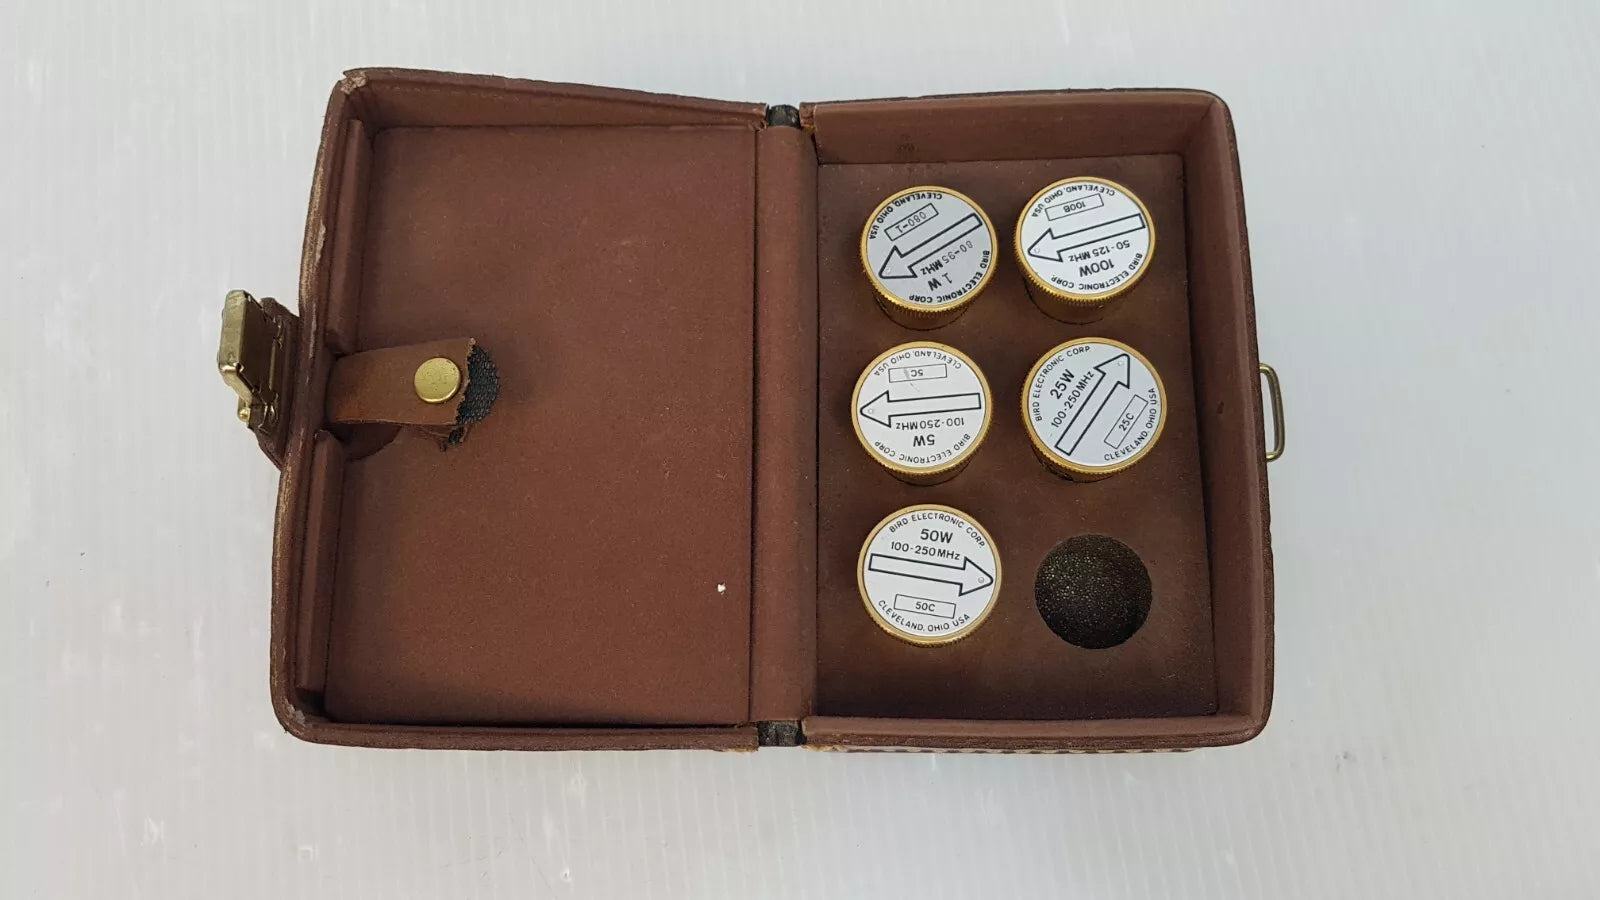 BIRD ELECTRONIC CORP
1 W
80-95 MHz
080-1
CLEVELAND, OHIO USA
BIRD ELECTRONIC CORP.
100W
50-125 MHz
100B
CLEVELAND, OHIO USA
BIRD ELECTRONIC CORP
5W
100-250MHz
5C
CLEVELAND, OHIO USA
BIRD ELECTRONIC CORP
25W
100-250MHz
25C
CLEVELAND, OHIO USA
BIRD ELECTRONIC CORP
50W
100-250MHz
50C
CLEVELAND, OHIO USA